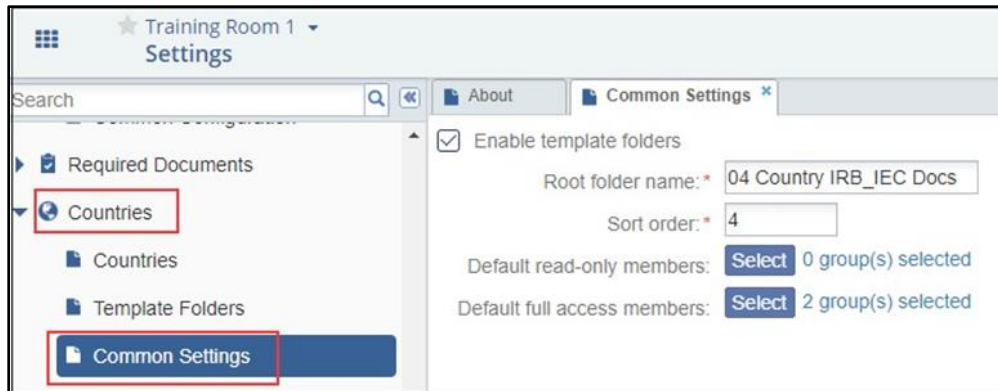 Training Room 1
Settings
Search
About
Common Settings
Required Documents
Countries
Countries
Template Folders
Common Settings
Enable template folders
Root folder name:* 04 Country IRB_IEC Docs
Sort order:* 4
Default read-only members: Select 0 group(s) selected
Default full access members: Select 2 group(s) selected